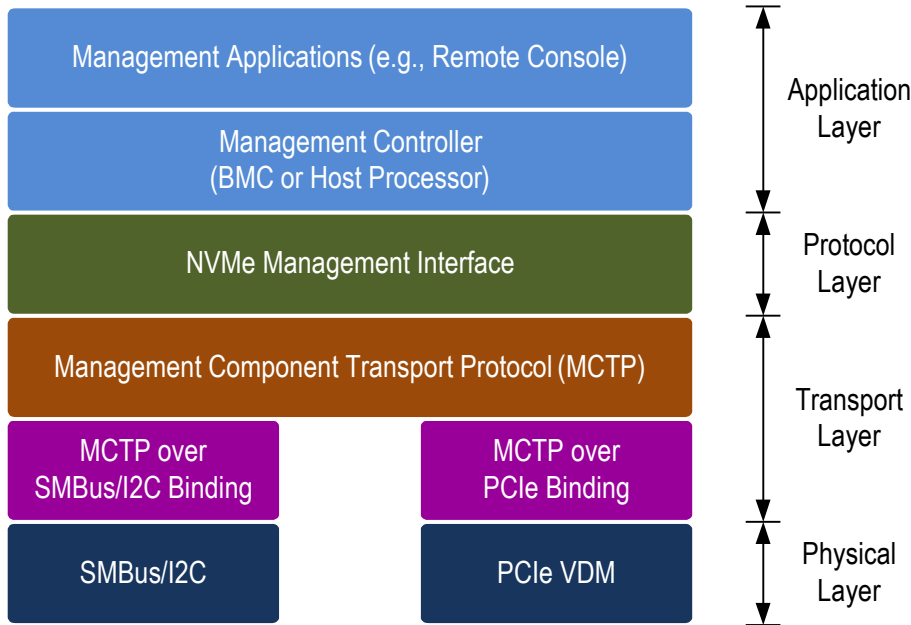 Management Applications (e.g., Remote Console)
Management Controller
(BMC or Host Processor)
Application
Layer
NVMe Management Interface
Protocol
Layer
Management Component Transport Protocol (MCTP)
MCTP over
SMBus/I2C Binding
MCTP over
PCIe Binding
Transport
Layer
SMBus/I2C
PCIe VDM
Physical
Layer